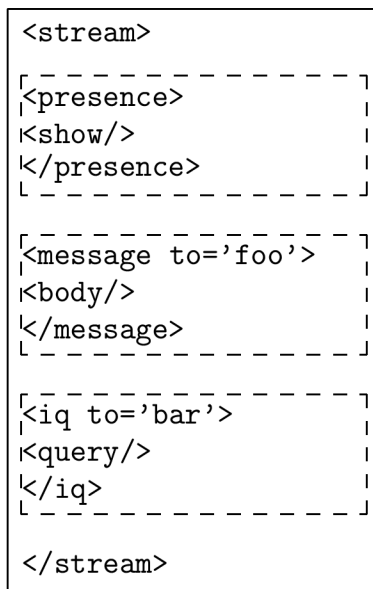 <stream>
<presence>
<show/>
</presence>
<message to=’foo’>
<body/>
</message>
<iq to=’bar’>
<query/>
</iq>
</stream>